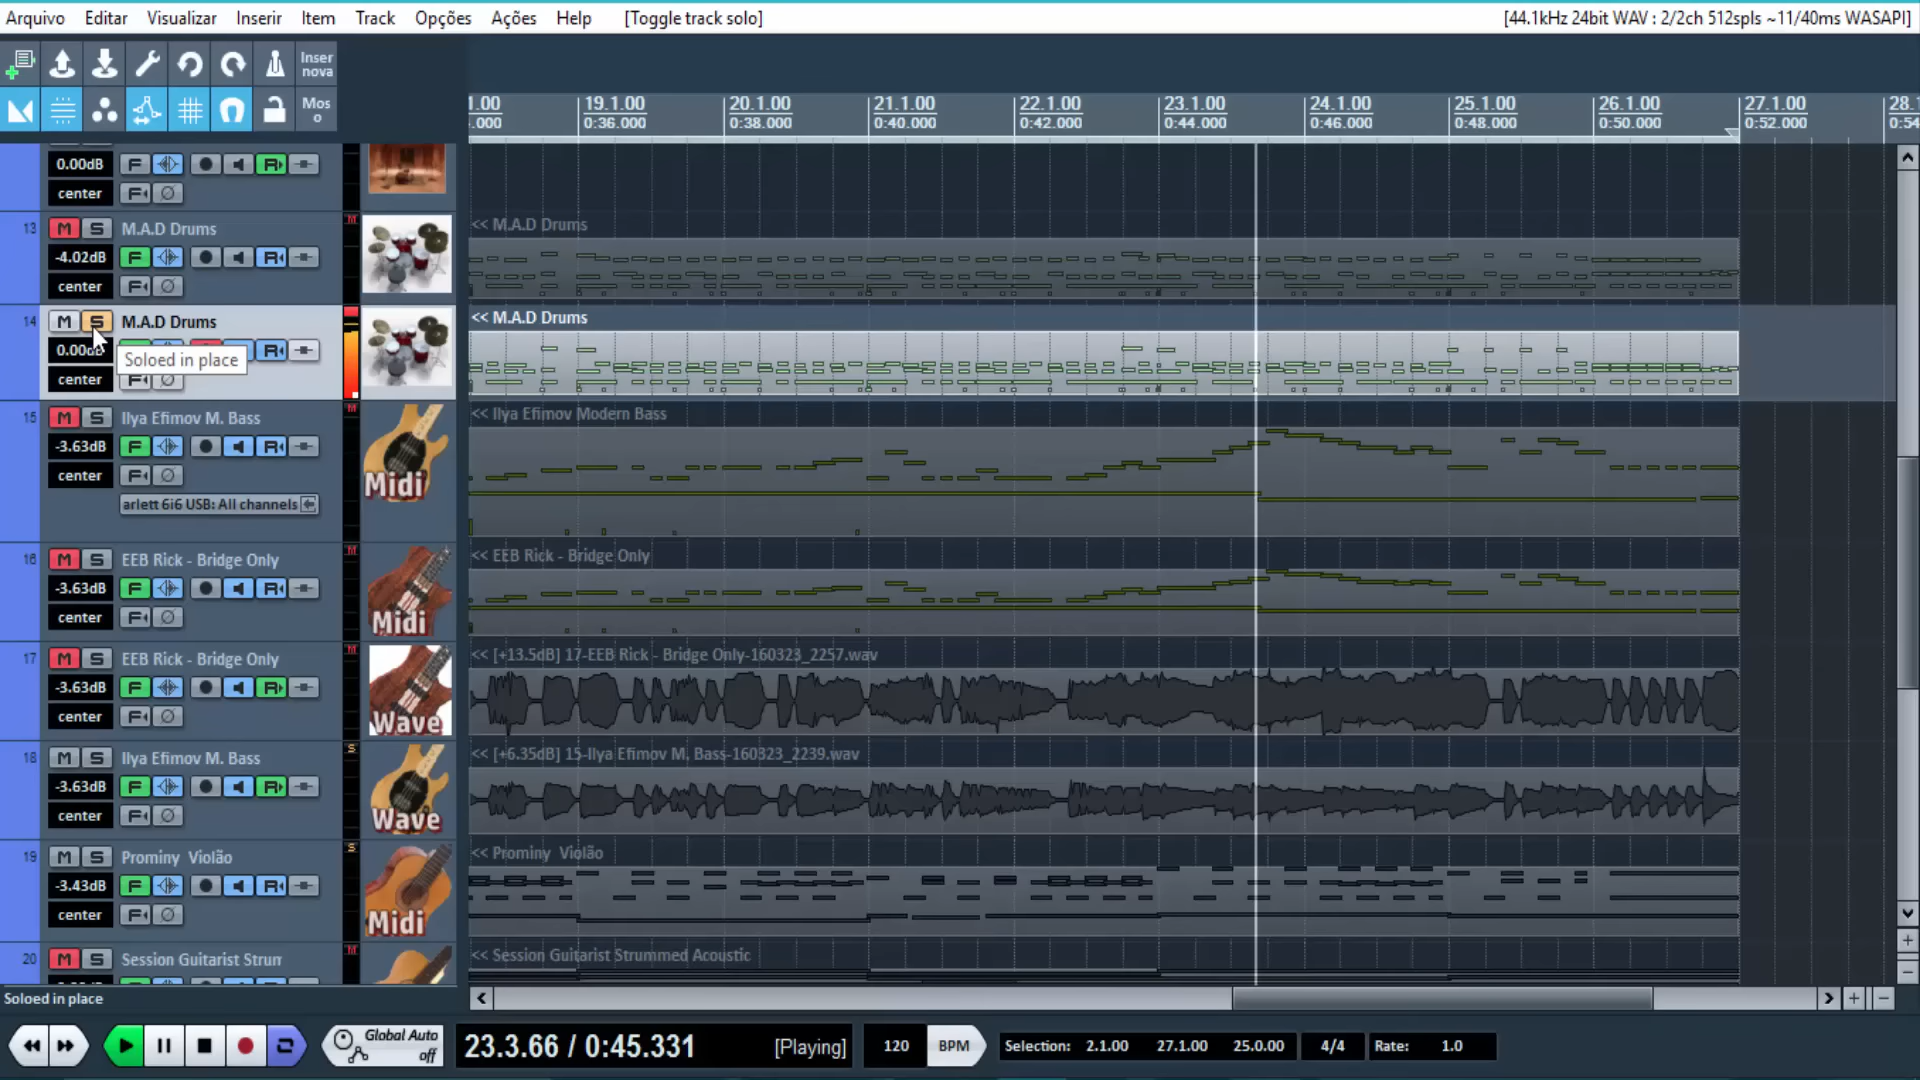 Arquivo Editar Visualizar Inserir Item Track Opções Ações Help [Toggle track solo] [44.1kHz 24bit WAV : 2/2ch 512spls ~11/40ms WASAPI]
Inser
nova
Mos
o
1.00 19.1.00 20.1.00 21.1.00 22.1.00 23.1.00 24.1.00 25.1.00 26.1.00 27.1.00 28.1
.000 0:36.000 0:38.000 0:40.000 0:42.000 0:44.000 0:46.000 0:48.000 0:50.000 0:52.000 0:54
0.00dB F R
center F
13 M S M.A.D Drums M << M.A.D Drums
-4.02dB F R
center F
14 M S M.A.D Drums << M.A.D Drums
0.00dB R
Soloed in place
center F
15 M S Ilya Efimov M. Bass M << Ilya Efimov Modern Bass
-3.63dB F R
center F Midi
arlett 6i6 USB: All channels
16 M S EEB Rick - Bridge Only M << EEB Rick - Bridge Only
-3.63dB F R
center F Midi
17 M S EEB Rick - Bridge Only M << [+13.5dB] 17-EEB Rick - Bridge Only-160323_2257.wav
-3.63dB F R
center F Wave
18 M S Ilya Efimov M. Bass S << [+6.35dB] 15-Ilya Efimov M. Bass-160323_2239.wav
-3.63dB F R
center F Wave
19 M S Prominy Violão S << Prominy Violão
-3.43dB F R
center F Midi
20 M S Session Guitarist Strum M << Session Guitarist Strummed Acoustic
Soloed in place
Global Auto
off
23.3.66 / 0:45.331 [Playing] 120 BPM Selection: 2.1.00 27.1.00 25.0.00 4/4 Rate: 1.0